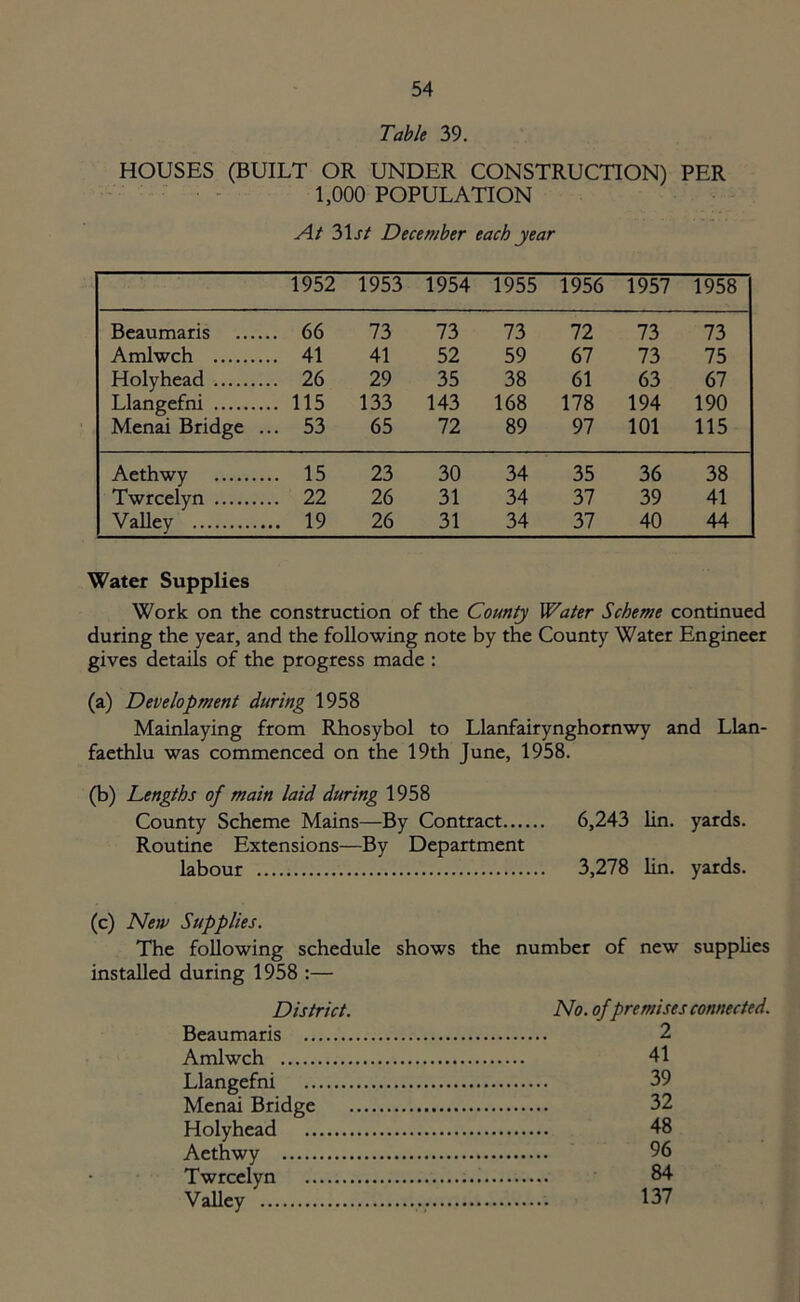 54
Table 39.
HOUSES (BUILT OR UNDER CONSTRUCTION) PER
1,000 POPULATION
At 31st December each year
1952 1953 1954 1955 1956 1957 1958
Beaumaris ...... 66 73 73 73 72 73 73
Amlwch ......... 41 41 52 59 67 73 75
Holyhead .......... 26 29 35 38 61 63 67
Llangefni .......... 115 133 143 168 178 194 190
Menai Bridge ... 53 65 72 89 97 101 115
Aethwy .......... 15 23 30 34 35 36 38
Twrcelyn .......... 22 26 31 34 37 39 41
Valley ............. 19 26 31 34 37 40 44
Water Supplies
Work on the construction of the County Water Scheme continued
during the year, and the following note by the County Water Engineer
gives details of the progress made :
(a) Development during 1958
Mainlaying from Rhosybol to Llanfairynghornwy and Llan-
faethlu was commenced on the 19th June, 1958.
(b) Lengths of main laid during 1958
County Scheme Mains—By Contract...... 6,243 lin. yards.
Routine Extensions—By Department
labour .............................................. 3,278 lin. yards.
(c) New Supplies.
The following schedule shows the number of new supplies
installed during 1958 :—
District. No. of premises connected.
Beaumaris ....................................... 2
Amlwch ....................................... 41
Llangefni ....................................... 39
Menai Bridge ................................ 32
Holyhead ....................................... 48
Aethwy .......................................... 96
Twrcelyn ....................................... 84
Valley ............................................. 137